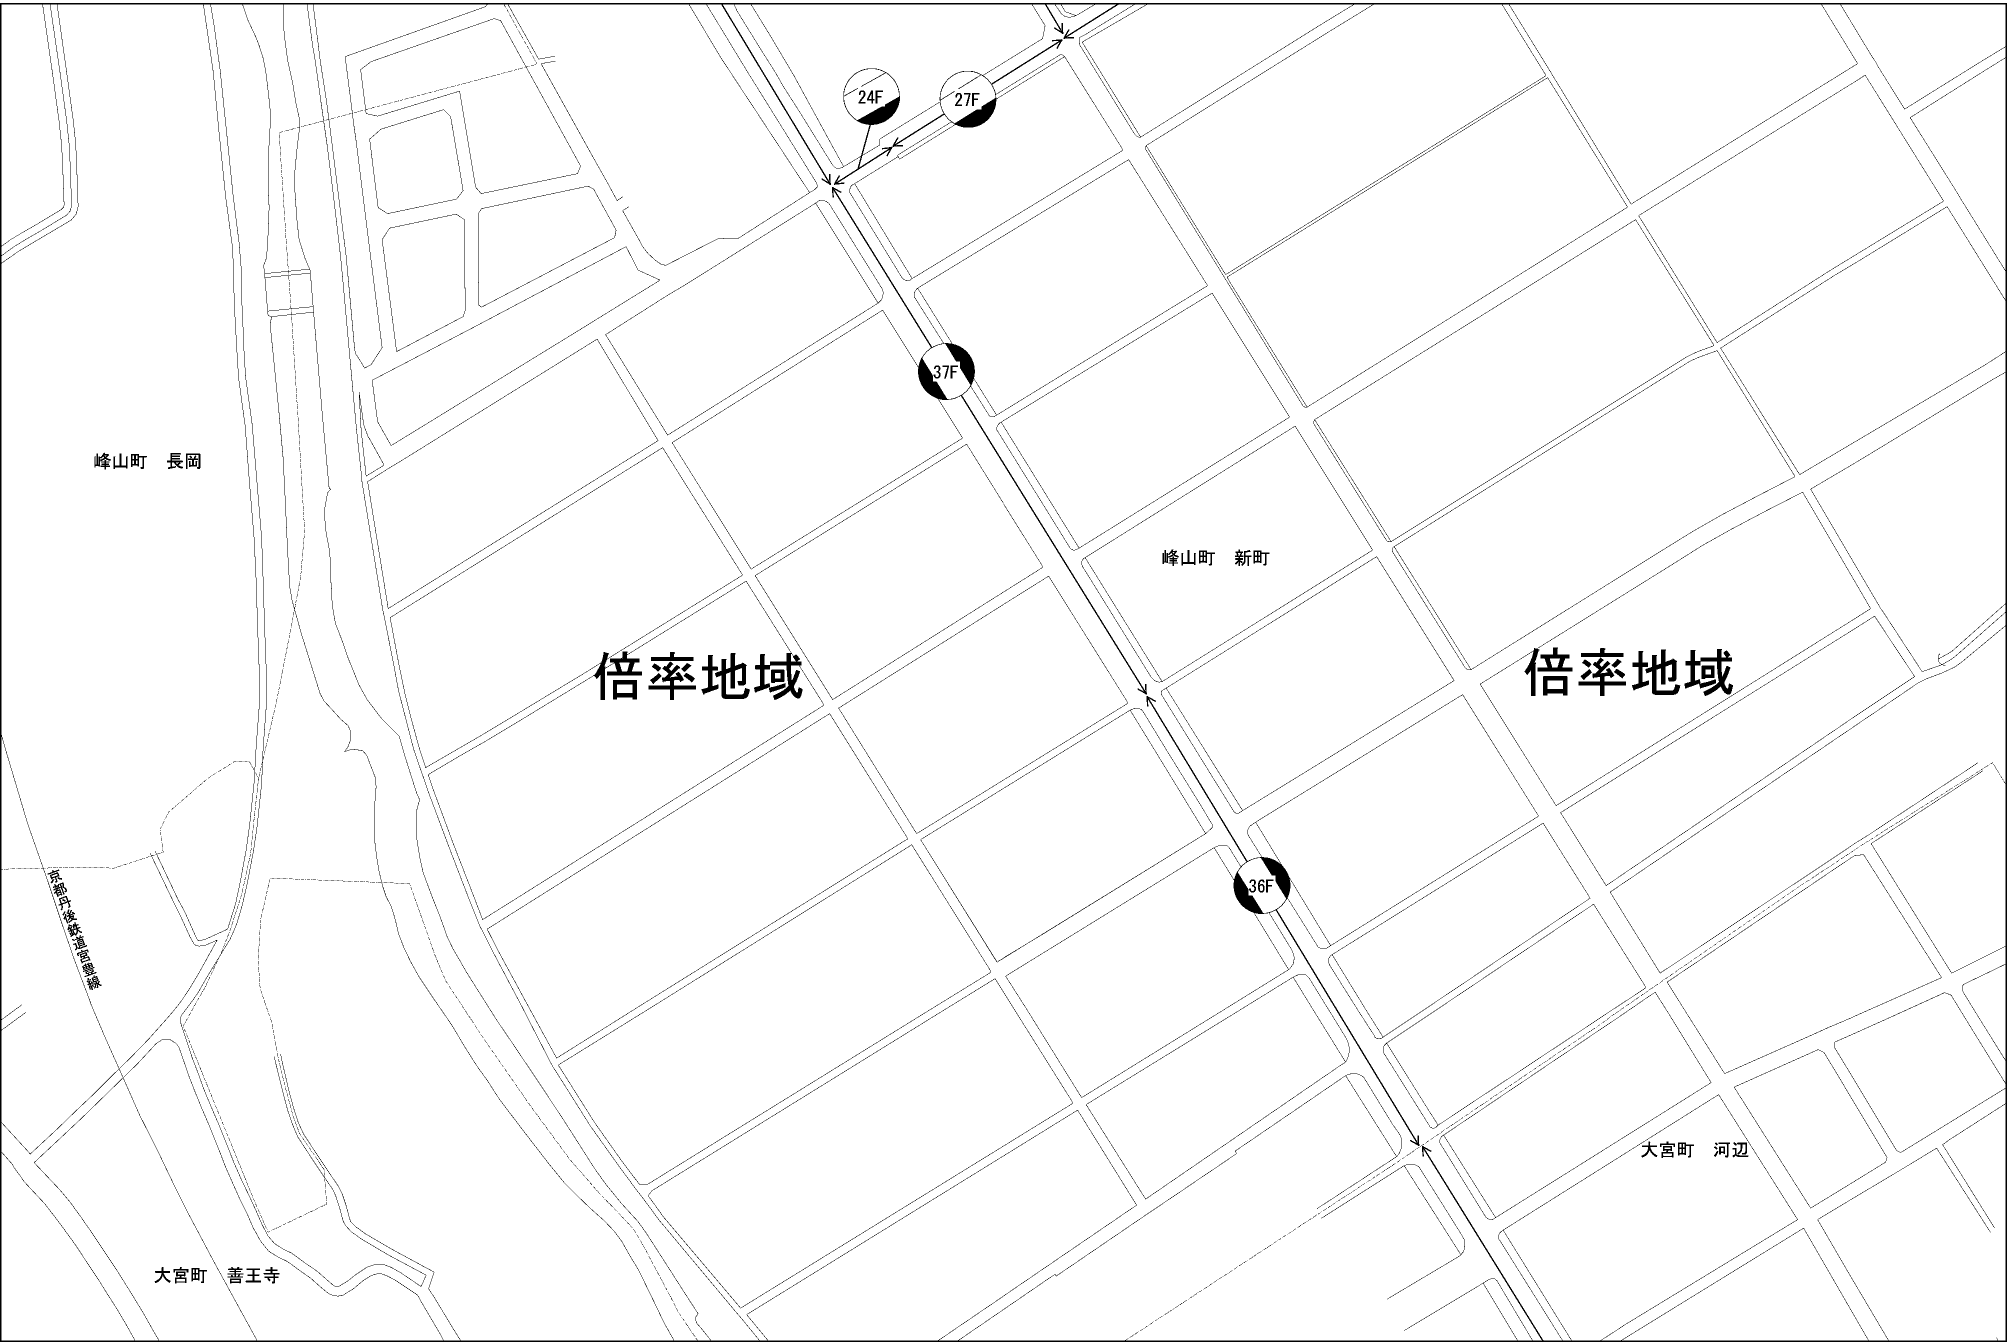 24F
27F
37F
峰山町　長岡
峰山町　新町
倍率地域
倍率地域
36F
京都丹後鉄道宮豊線
大宮町　河辺
大宮町　善王寺